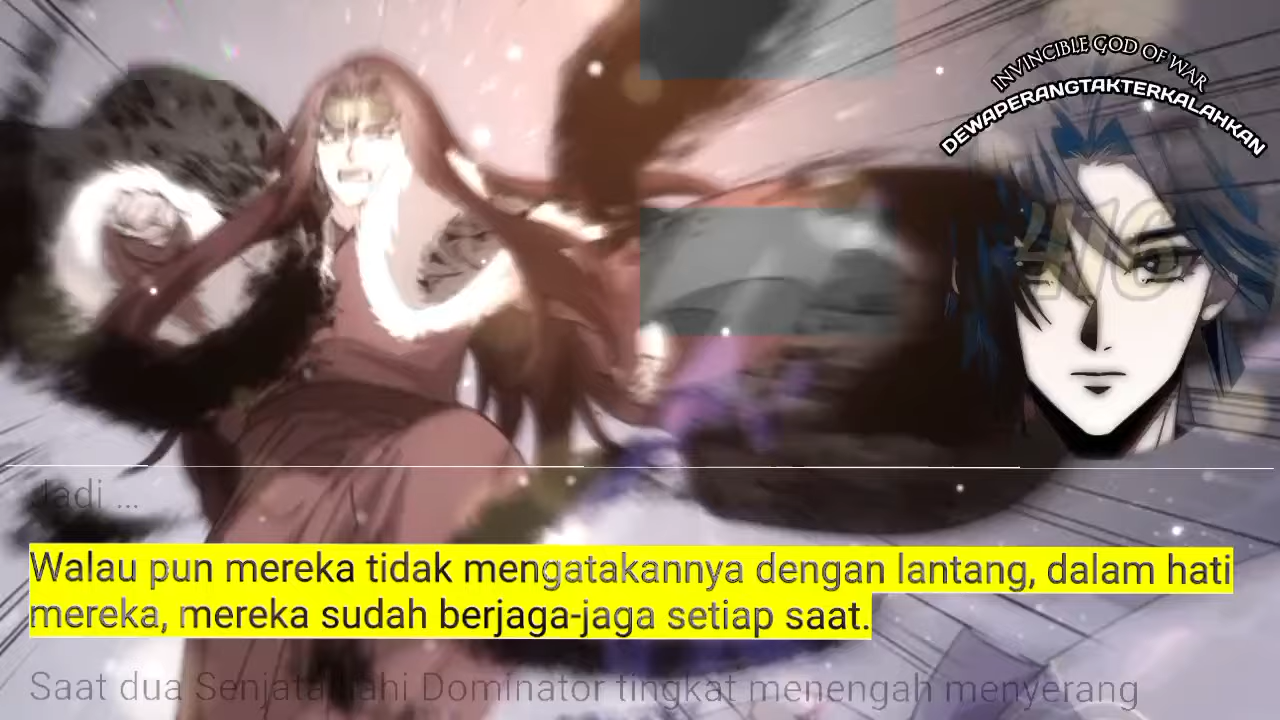 INVINCIBLE GOD OF WAR
DEWAPERANGTAKTERKALAHKAN
Jadi ...
Walau pun mereka tidak mengatakannya dengan lantang, dalam hati
mereka, mereka sudah berjaga-jaga setiap saat.
Saat dua Senjata Ilahi Dominator tingkat menengah menyerang